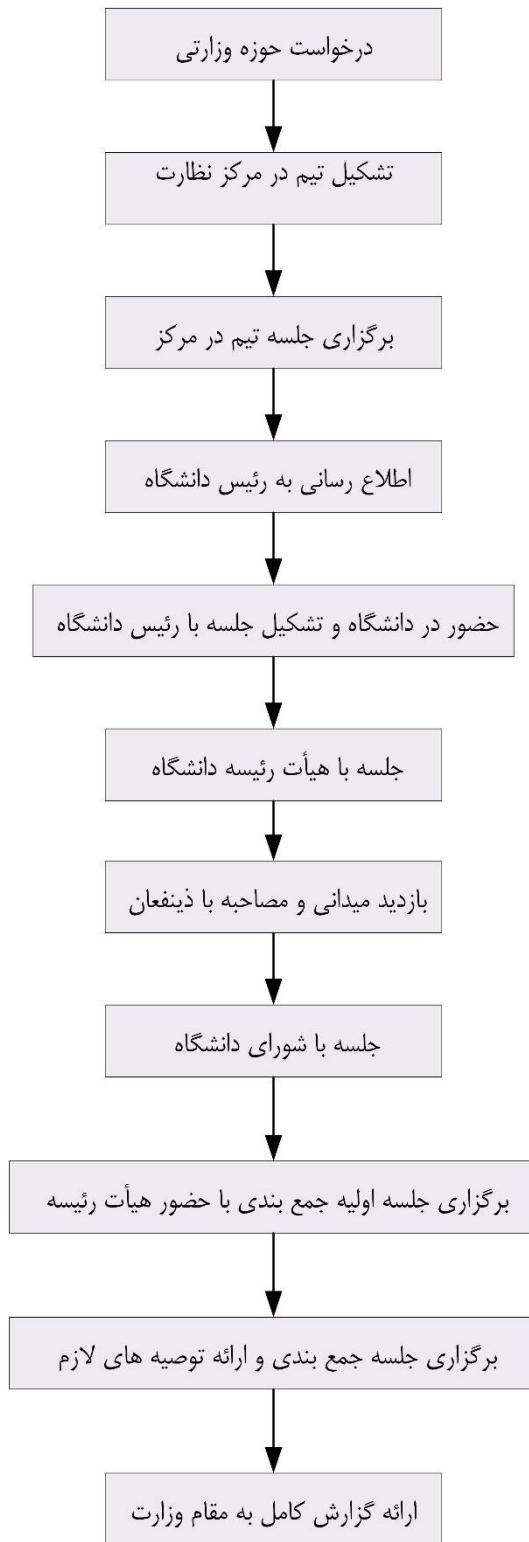 درخواست حوزه وزارتی
تشکیل تیم در مرکز نظارت
برگزاری جلسه تیم در مرکز
اطلاع رسانی به رئیس دانشگاه
حضور در دانشگاه و تشکیل جلسه با رئیس دانشگاه
جلسه با هیأت رئیسه دانشگاه
بازدید میدانی و مصاحبه با ذینفعان
جلسه با شورای دانشگاه
برگزاری جلسه اولیه جمع بندی با حضور هیأت رئیسه
برگزاری جلسه جمع بندی و ارائه توصیه های لازم
ارائه گزارش کامل به مقام وزارت